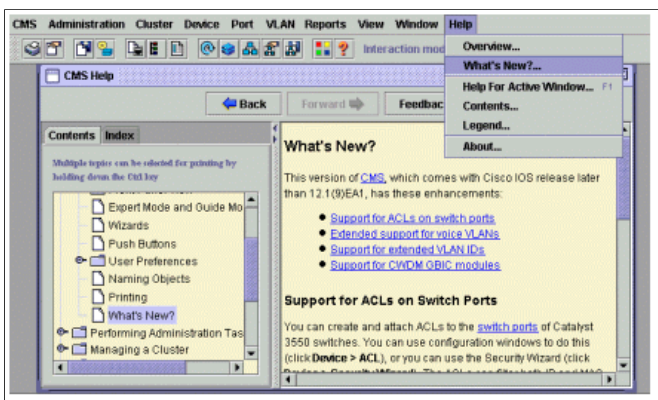 CMS Administration Cluster Device Port VLAN Reports View Window Help
Interaction mod
Overview...
What's New?...
Help For Active Window... F1
Contents...
Legend...
About...
CMS Help
Back Forward Feedbac
Contents Index
Multiple topics can be selected for printing by
holding down the Ctrl key
Expert Mode and Guide Mo
Wizards
Push Buttons
User Preferences
Naming Objects
Printing
What's New?
Performing Administration Tas
Managing a Cluster
What's New?
This version of CMS, which comes with Cisco IOS release later
than 12.1(9)EA1, has these enhancements:
Support for ACLs on switch ports
Extended support for voice VLANs
Support for extended VLAN IDs
Support for CWDM GBIC modules
Support for ACLs on Switch Ports
You can create and attach ACLs to the switch ports of Catalyst
3550 switches. You can use configuration windows to do this
(click Device > ACL), or you can use the Security Wizard (click